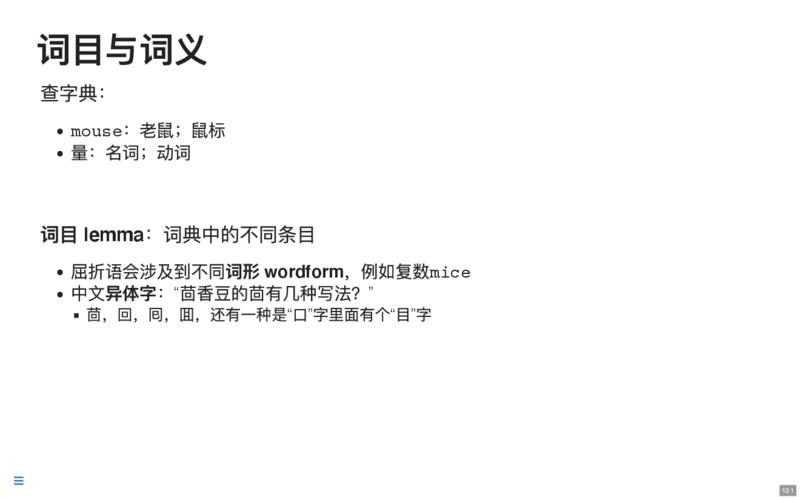 词目与词义
查字典：
mouse：老鼠；鼠标
量：名词；动词
词目 lemma：词典中的不同条目
屈折语会涉及到不同词形 wordform，例如复数mice
中文异体字：“茴香豆的茴有几种写法？”
茴，回，囘，囬，还有一种是“口”字里面有个“目”字
13.1